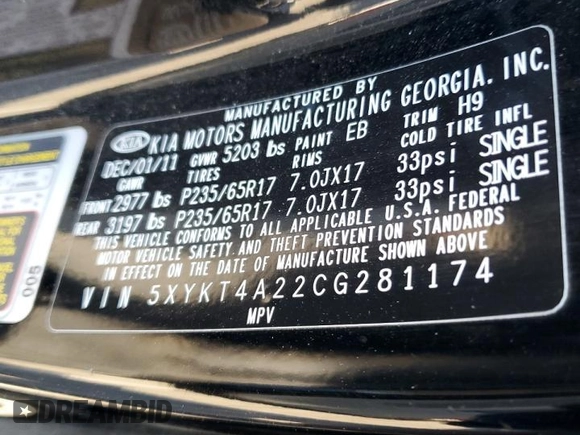 MANUFACTURED BY
KIA KIA MOTORS MANUFACTURING GEORGIA, INC.
DEC/01/11 GVWR 5203 lbs PAINT EB TRIM H9
GAWR TIRES RIMS COLD TIRE INFL
FRONT 2977 lbs P235/65R17 7.0JX17 33psi SINGLE
REAR 3197 lbs P235/65R17 7.0JX17 33psi SINGLE
THIS VEHICLE CONFORMS TO ALL APPLICABLE U.S.A. FEDERAL
MOTOR VEHICLE SAFETY AND THEFT PREVENTION STANDARDS
IN EFFECT ON THE DATE OF MANUFACTURE SHOWN ABOVE
VIN 5XYKT4A22CG281174
MPV
005
DREAMBID